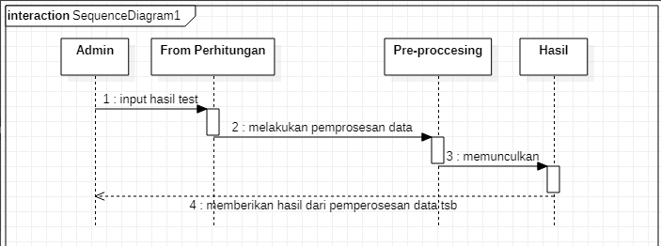 interaction SequenceDiagram1
Admin
From Perhitungan
Pre-proccesing
Hasil
1 : input hasil test
2 : melakukan pemprosesan data
3 : memunculkan
4 : memberikan hasil dari pemperosesan data tsb